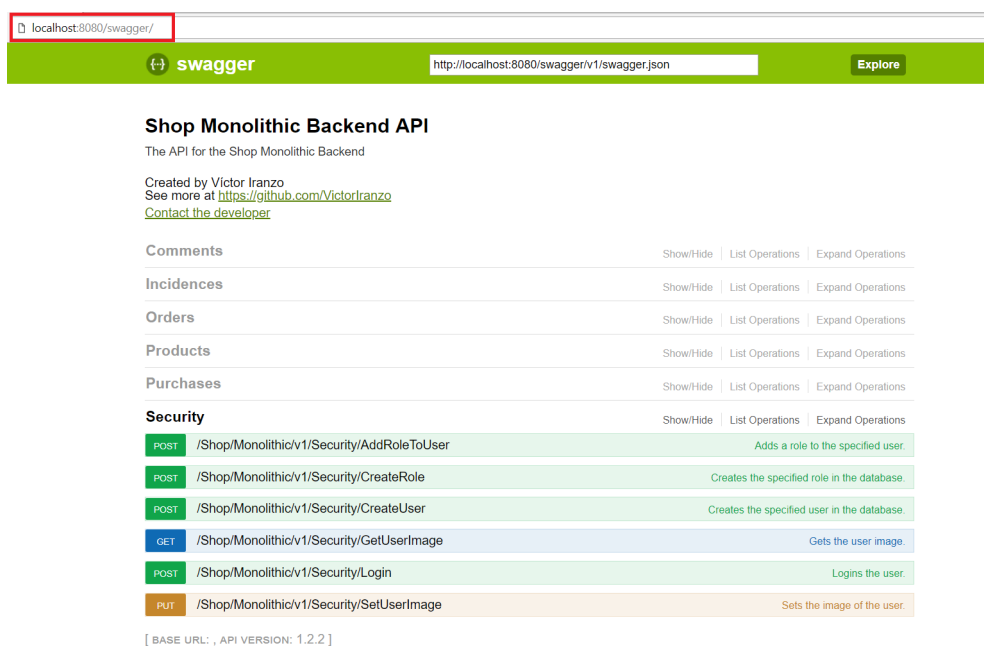 localhost:8080/swagger/
{···} swagger http://localhost:8080/swagger/v1/swagger.json Explore
Shop Monolithic Backend API
The API for the Shop Monolithic Backend
Created by Víctor Iranzo
See more at https://github.com/VictorIranzo
Contact the developer
Comments Show/Hide List Operations Expand Operations
Incidences Show/Hide List Operations Expand Operations
Orders Show/Hide List Operations Expand Operations
Products Show/Hide List Operations Expand Operations
Purchases Show/Hide List Operations Expand Operations
Security Show/Hide List Operations Expand Operations
POST /Shop/Monolithic/v1/Security/AddRoleToUser Adds a role to the specified user.
POST /Shop/Monolithic/v1/Security/CreateRole Creates the specified role in the database.
POST /Shop/Monolithic/v1/Security/CreateUser Creates the specified user in the database.
GET /Shop/Monolithic/v1/Security/GetUserImage Gets the user image.
POST /Shop/Monolithic/v1/Security/Login Logins the user.
PUT /Shop/Monolithic/v1/Security/SetUserImage Sets the image of the user.
[ BASE URL: , API VERSION: 1.2.2 ]